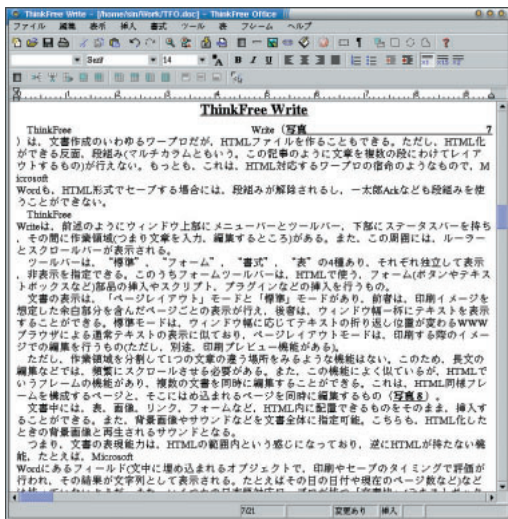 ThinkFree Write - [/home/sin/Work/TFO.doc] - ThinkFree Office
ファイル 編集 表示 挿入 書式 ツール 表 フレーム ヘルプ
Serif 14 A B I U
ThinkFree Write
ThinkFree Write (写真 7
) は、文書作成のいわゆるワープロだが、HTMLファイルを作ることもできる。ただし、HTML化
ができる反面、段組み(マルチカラムともいう。この記事のように文章を複数の段にわけてレイア
ウトするもの)が行えない。もっとも、これは、HTML対応するワープロの宿命のようなもので、M
icrosoft
Wordも、HTML形式でセーブする場合には、段組みが解除されるし、一太郎Arkなども段組みを使
うことができない。
ThinkFree
Writeは、前述のようにウィンドウ上部にメニューバーとツールバー、下部にステータスバーを持ち
、その間に作業領域(つまり文章を入力、編集するところ)がある。また、この周囲には、ルーラー
とスクロールバーが表示される。
ツールバーは、"標準"、"フォーム"、"書式"、"表"の4種あり、それぞれ独立して表示
、非表示を指定できる。このうちフォームツールバーは、HTMLで使う、フォーム(ボタンやテキス
トボックスなど)部品の挿入やスクリプト、プラグインなどの挿入を行うもの。
文書の表示は、「ページレイアウト」モードと「標準」モードがあり、前者は、印刷イメージを
想定した余白部分を含んだページごとの表示が行え、後者は、ウィンドウ幅一杯にテキストを表示
することができる。標準モードは、ウィンドウ幅に応じてテキストの折り返し位置が変わるWWW
ブラウザによる通常テキストの表示に似ており、ページレイアウトモードは、印刷する際のイメー
ジでの編集を行うもの(ただし、別途、印刷プレビュー機能がある)。
ただし、作業領域を分割して1つの文章の違う場所をみるような機能はない。このため、長文の
編集などでは、頻繁にスクロールさせる必要がある。また、この機能によく似ているが、HTMLで
いうフレームの機能があり、複数の文書を同時に編集することができる。これは、HTML同様フレ
ームを構成するページと、そこにはめ込まれるページを同時に編集するもの(写真8)。
文書中には、表、画像、リンク、フォームなど、HTML内に配置できるものをそのまま、挿入す
ることができる。また、背景画像やサウンドなどを文書全体に指定可能。こちらも、HTML化した
ときの背景画像と再生されるサウンドとなる。
つまり、文書の表現能力は、HTMLの範囲内という感じになっており、逆にHTMLが持たない機
能、たとえば、Microsoft
Wordにあるフィールド(文中に埋め込まれるオブジェクトで、印刷やセーブのタイミングで評価が
行われ、その結果が文字列として表示される。たとえばその日の日付や現在のページ数など)など
7/21 変更あり 挿入